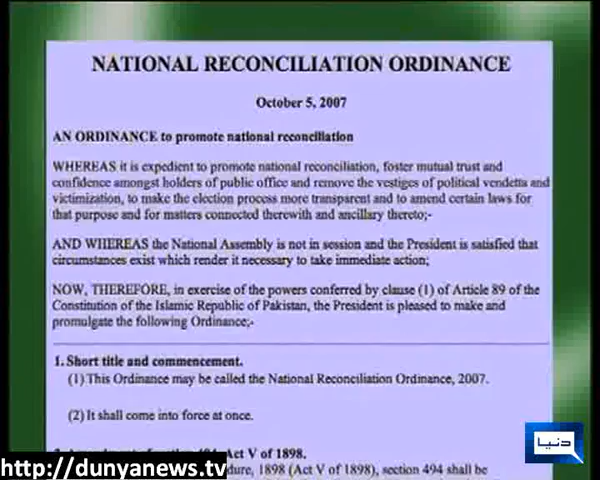 NATIONAL RECONCILIATION ORDINANCE
October 5, 2007
AN ORDINANCE to promote national reconciliation
WHEREAS it is expedient to promote national reconciliation, foster mutual trust and
confidence amongst holders of public office and remove the vestiges of political vendetta and
victimization, to make the election process more transparent and to amend certain laws for
that purpose and for matters connected therewith and ancillary thereto;-
AND WHEREAS the National Assembly is not in session and the President is satisfied that
circumstances exist which render it necessary to take immediate action;
NOW, THEREFORE, in exercise of the powers conferred by clause (1) of Article 89 of the
Constitution of the Islamic Republic of Pakistan, the President is pleased to make and
promulgate the following Ordinance;-
1. Short title and commencement.
(1) This Ordinance may be called the National Reconciliation Ordinance, 2007.
(2) It shall come into force at once.
Act V of 1898.
1898 (Act V of 1898), section 494 shall be
http://dunyanews.tv
دنیا